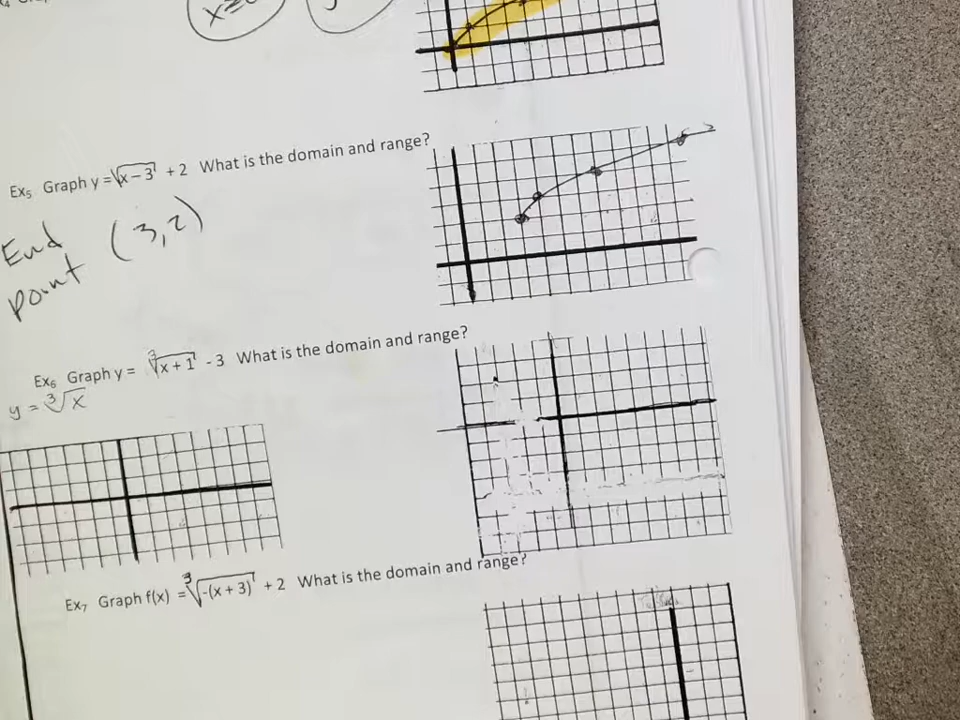 Ex₅ Graph y = √x – 3 + 2 What is the domain and range?
End point (3,2)
Ex₆ Graph y = ∛x + 1 - 3 What is the domain and range?
y = ∛x
Ex₇ Graph f(x) = ∛-(x + 3) + 2 What is the domain and range?